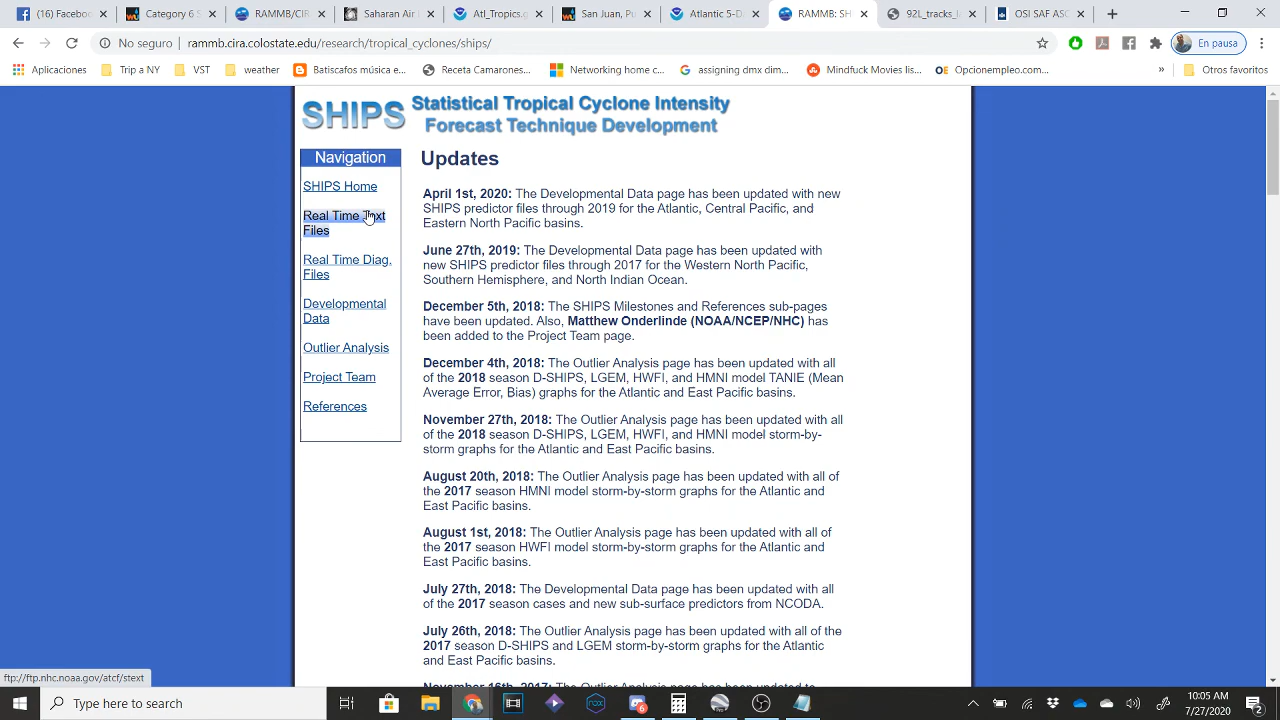 Facebook
Category 6
RAMMB/CIR
Saharan Air
Atl_Tropics.g
San Juan, Pu
Atlantic 5-D
RAMMB: SH
92L_tracks_l
OSI SAF ASC
No seguro
rammb.cira.colostate.edu/research/tropical_cyclones/ships/
En pausa
Aplicaciones
Trip a NY
VST
weather
Batiscafos música e...
Receta Camarones...
Networking home c...
assigning dmx dim...
Mindfuck Movies lis...
OE Opcionempleo.com...
»
Otros favoritos
SHIPS Statistical Tropical Cyclone Intensity
Forecast Technique Development
Navigation
SHIPS Home
Real Time Text
Files
Real Time Diag.
Files
Developmental
Data
Outlier Analysis
Project Team
References
Updates
April 1st, 2020: The Developmental Data page has been updated with new
SHIPS predictor files through 2019 for the Atlantic, Central Pacific, and
Eastern North Pacific basins.
June 27th, 2019: The Developmental Data page has been updated with
new SHIPS predictor files through 2017 for the Western North Pacific,
Southern Hemisphere, and North Indian Ocean.
December 5th, 2018: The SHIPS Milestones and References sub-pages
have been updated. Also, Matthew Onderlinde (NOAA/NCEP/NHC) has
been added to the Project Team page.
December 4th, 2018: The Outlier Analysis page has been updated with all
of the 2018 season D-SHIPS, LGEM, HWFI, and HMNI model TANIE (Mean
Average Error, Bias) graphs for the Atlantic and East Pacific basins.
November 27th, 2018: The Outlier Analysis page has been updated with all
of the 2018 season D-SHIPS, LGEM, HWFI, and HMNI model storm-by-
storm graphs for the Atlantic and East Pacific basins.
August 20th, 2018: The Outlier Analysis page has been updated with all of
the 2017 season HMNI model storm-by-storm graphs for the Atlantic and
East Pacific basins.
August 1st, 2018: The Outlier Analysis page has been updated with all of
the 2017 season HWFI model storm-by-storm graphs for the Atlantic and
East Pacific basins.
July 27th, 2018: The Developmental Data page has been updated with all
of the 2017 season cases and new sub-surface predictors from NCODA.
July 26th, 2018: The Outlier Analysis page has been updated with all of the
2017 season D-SHIPS and LGEM storm-by-storm graphs for the Atlantic
and East Pacific basins.
November 16th, 2017: The Outlier Analysis page has been updated to
ftp://ftp.nhc.noaa.gov/atcf/stext
Type here to search
10:05 AM
7/27/2020